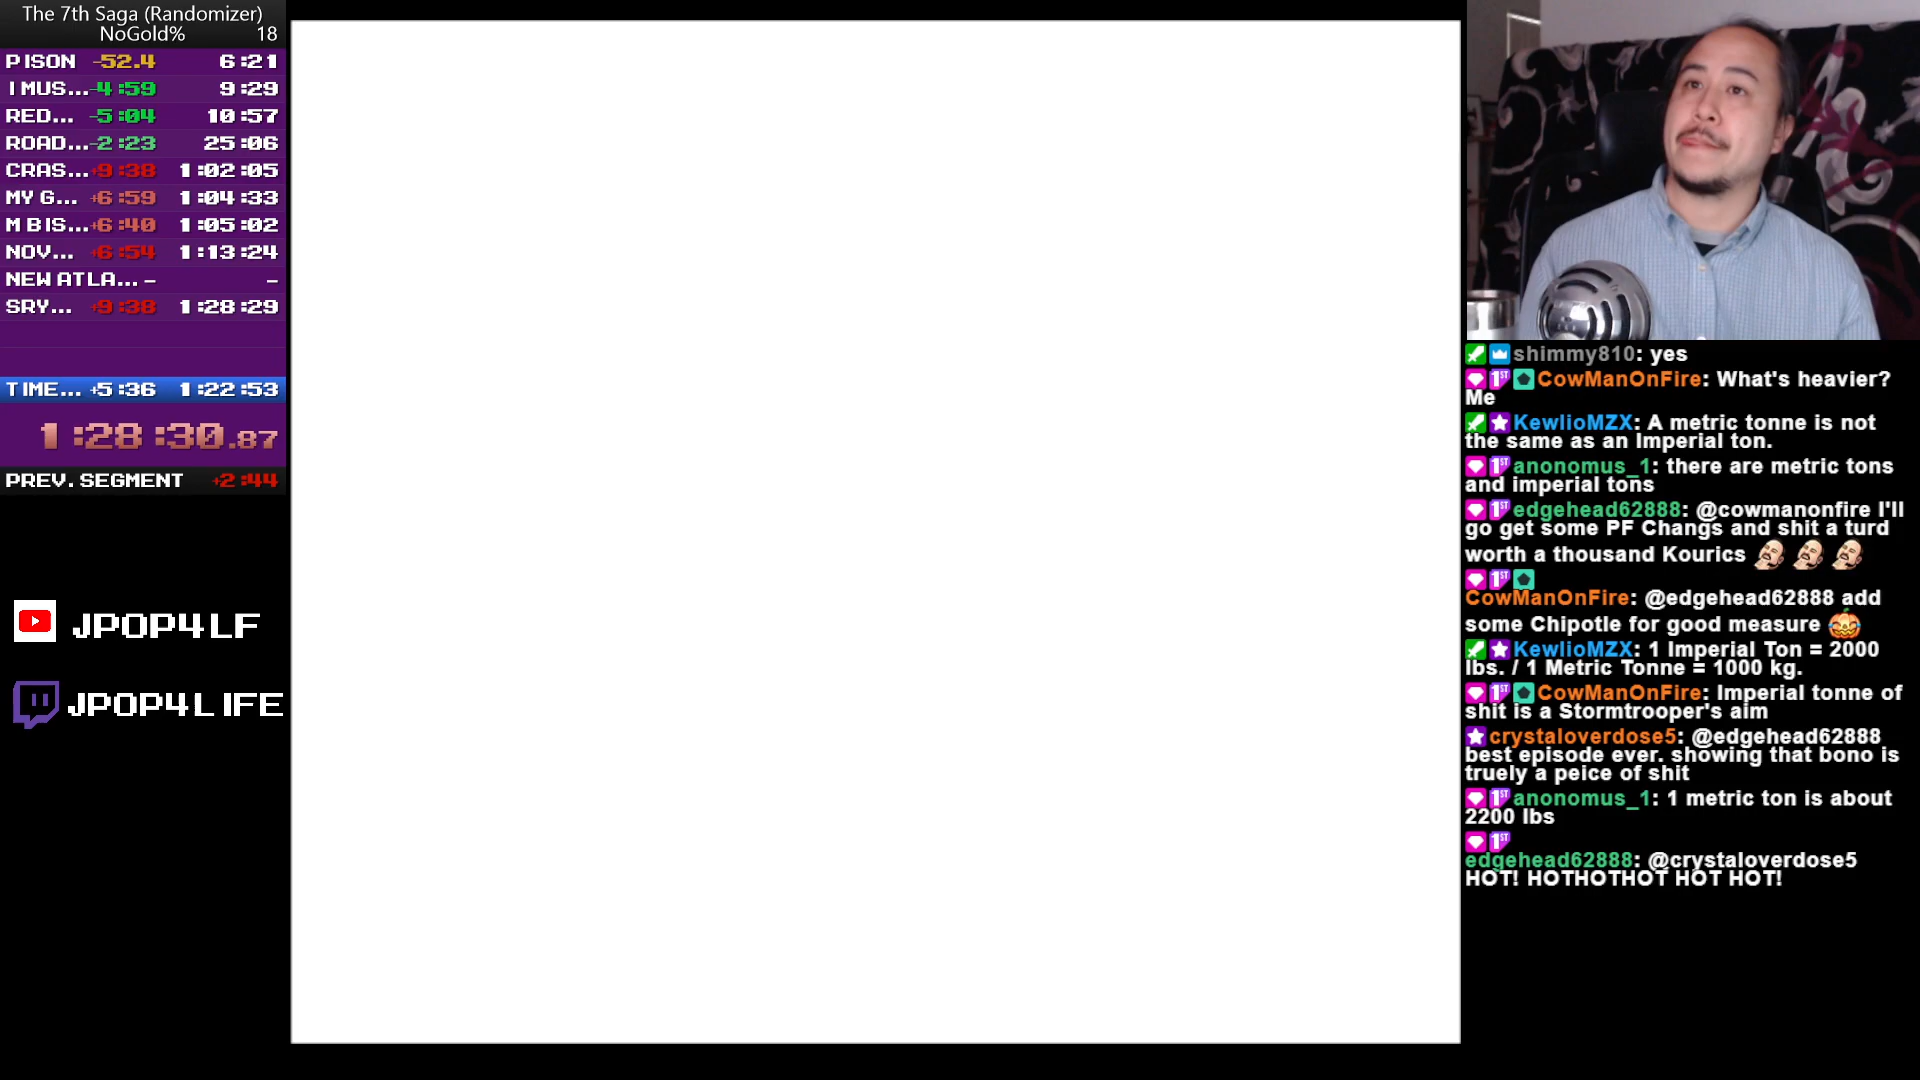 The 7th Saga (Randomizer)
NoGold% 18
PISON -52.4 6:21
I MUS... -4:59 9:29
RED... -5:04 10:57
ROAD... -2:23 25:06
CRAS... +9:38 1:02:05
MY G... +6:59 1:04:33
M BIS... +6:40 1:05:02
NOV... +6:54 1:13:24
NEW ATLA... - -
SRY... +9:38 1:28:29
TIME... +5:36 1:22:53
1:28:30.87
PREV. SEGMENT +2:44
JPOP4LF
JPOP4LIFE
shimmy810: yes
1ST CowManOnFire: What's heavier?
Me
KewlioMZX: A metric tonne is not
the same as an Imperial ton.
1ST anonomus_1: there are metric tons
and imperial tons
1ST edgehead62888: @cowmanonfire I'll
go get some PF Changs and shit a turd
worth a thousand Kourics
1ST
CowManOnFire: @edgehead62888 add
some Chipotle for good measure
KewlioMZX: 1 Imperial Ton = 2000
lbs. / 1 Metric Tonne = 1000 kg.
1ST CowManOnFire: Imperial tonne of
shit is a Stormtrooper's aim
crystaloverdose5: @edgehead62888
best episode ever. showing that bono is
truely a peice of shit
1ST anonomus_1: 1 metric ton is about
2200 lbs
1ST
edgehead62888: @crystaloverdose5
HOT! HOTHOTHOT HOT HOT!